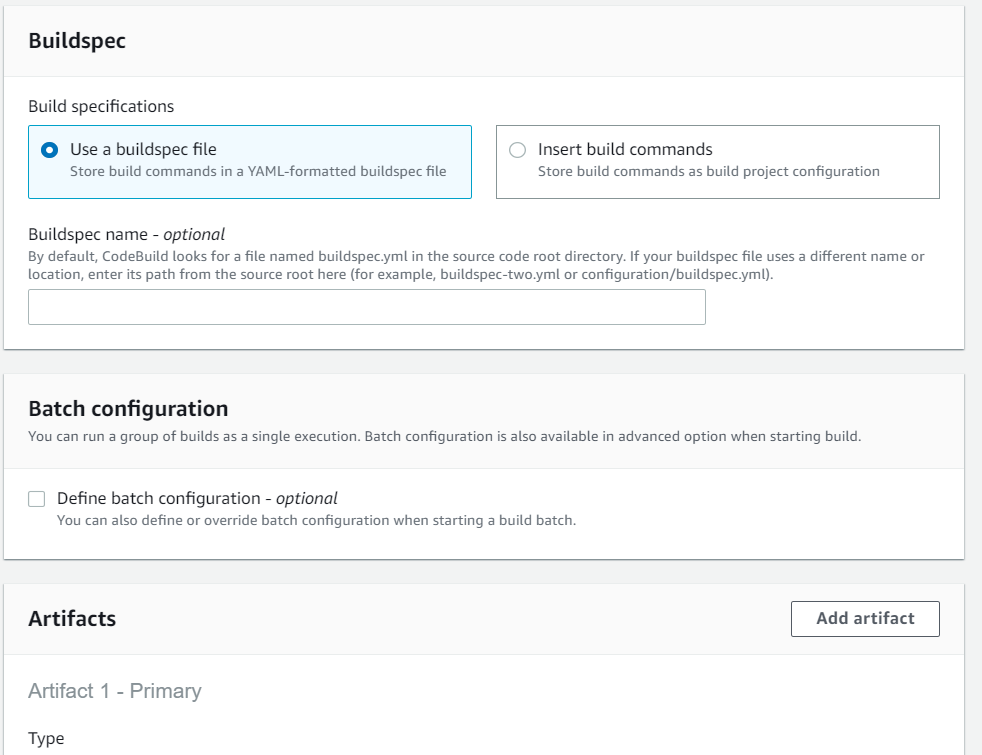 Buildspec
Build specifications
Use a buildspec file
Store build commands in a YAML-formatted buildspec file
Insert build commands
Store build commands as build project configuration
Buildspec name - optional
By default, CodeBuild looks for a file named buildspec.yml in the source code root directory. If your buildspec file uses a different name or
location, enter its path from the source root here (for example, buildspec-two.yml or configuration/buildspec.yml).
Batch configuration
You can run a group of builds as a single execution. Batch configuration is also available in advanced option when starting build.
Define batch configuration - optional
You can also define or override batch configuration when starting a build batch.
Artifacts
Add artifact
Artifact 1 - Primary
Type